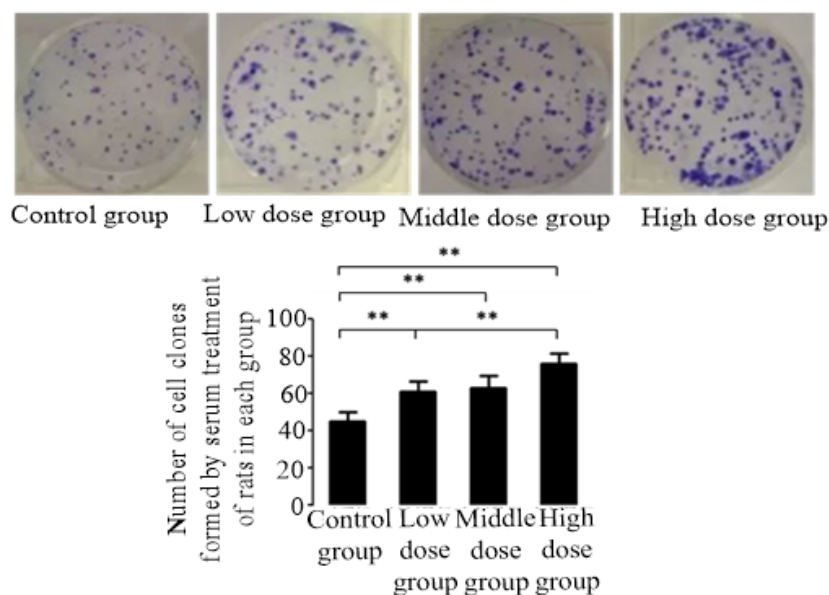 Control group
Low dose group
Middle dose group
High dose group
**
**
**
**
Number of cell clones
formed by serum treatment
of rats in each group
100
80
60
40
20
0
Control
group
Low
dose
group
Middle
dose
group
High
dose
group